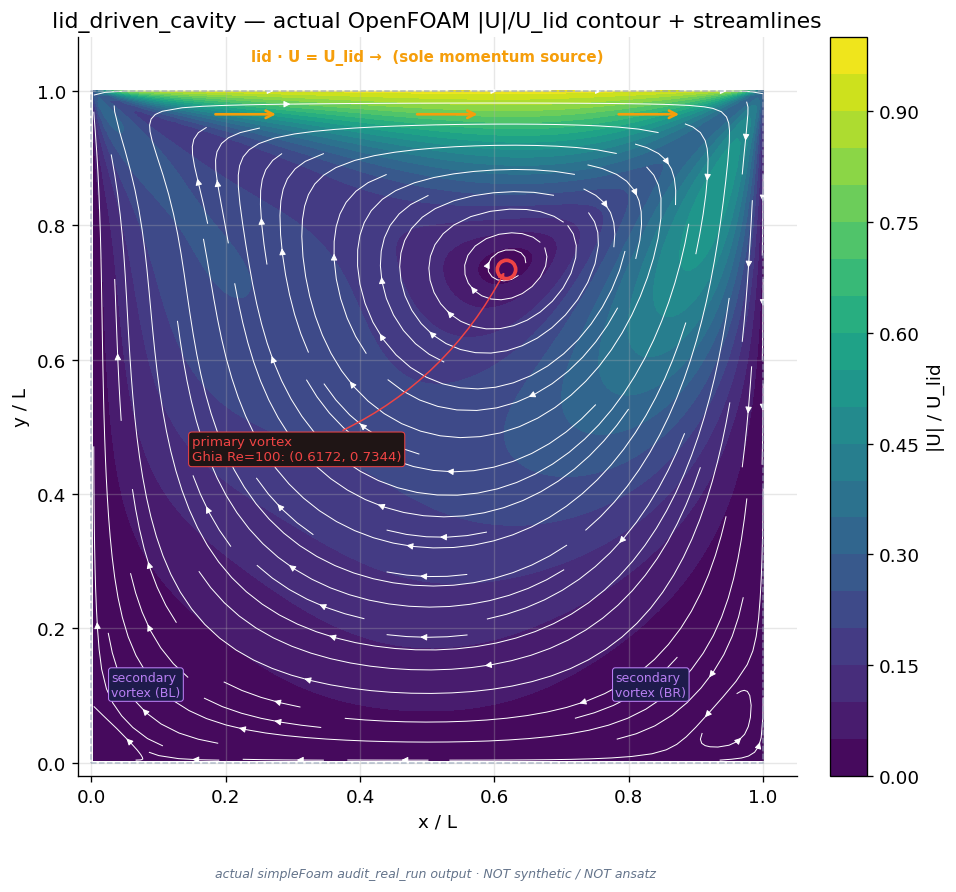 lid_driven_cavity — actual OpenFOAM |U|/U_lid contour + streamlines
lid · U = U_lid → (sole momentum source)
1.0
0.8
0.6
0.4
0.2
0.0
y / L
0.0
0.2
0.4
0.6
0.8
1.0
x / L
primary vortex
Ghia Re=100: (0.6172, 0.7344)
secondary
vortex (BL)
secondary
vortex (BR)
0.90
0.75
0.60
0.45
0.30
0.15
0.00
|U| / U_lid
actual simpleFoam audit_real_run output · NOT synthetic / NOT ansatz